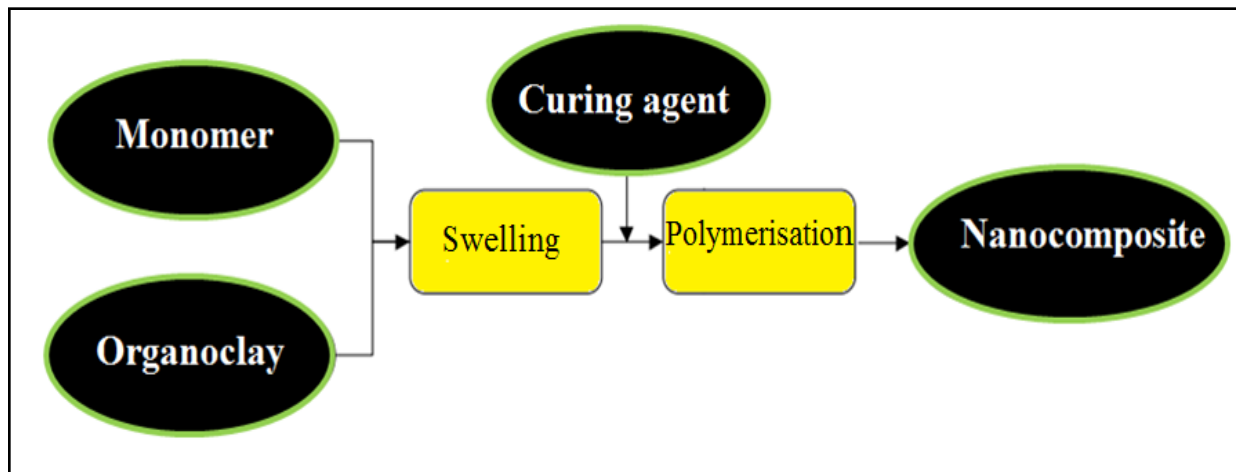 Monomer
Organoclay
Swelling
Curing agent
Polymerisation
Nanocomposite